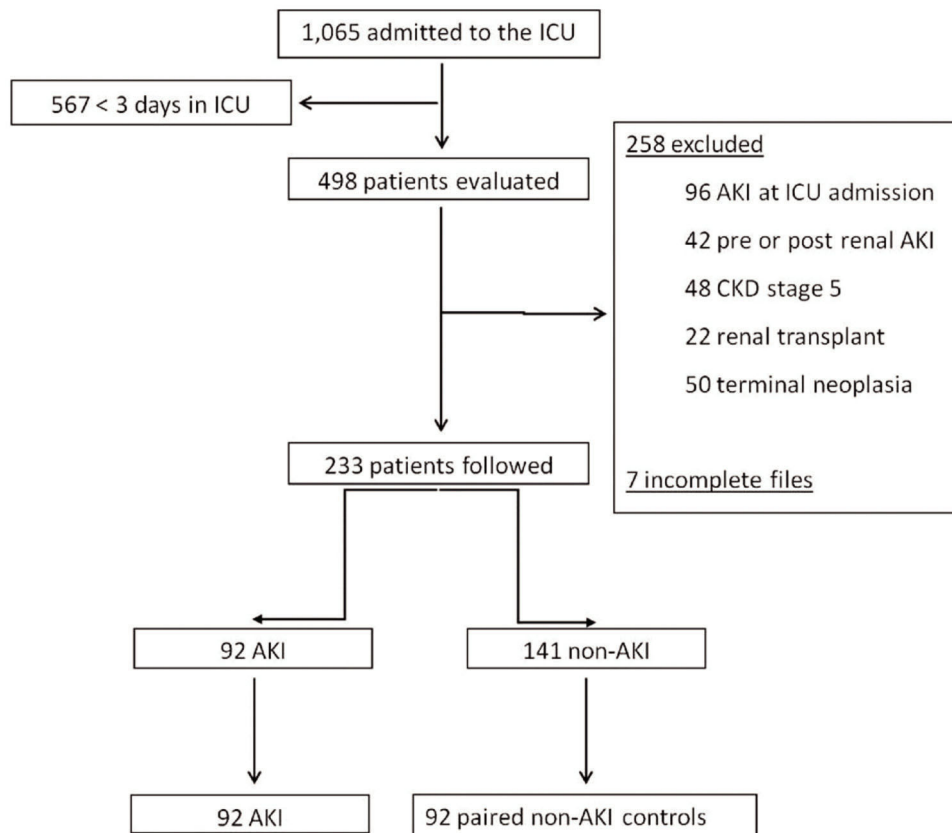 1,065 admitted to the ICU
567 < 3 days in ICU
498 patients evaluated
258 excluded
96 AKI at ICU admission
42 pre or post renal AKI
48 CKD stage 5
22 renal transplant
50 terminal neoplasia
7 incomplete files
233 patients followed
92 AKI
141 non-AKI
92 AKI
92 paired non-AKI controls